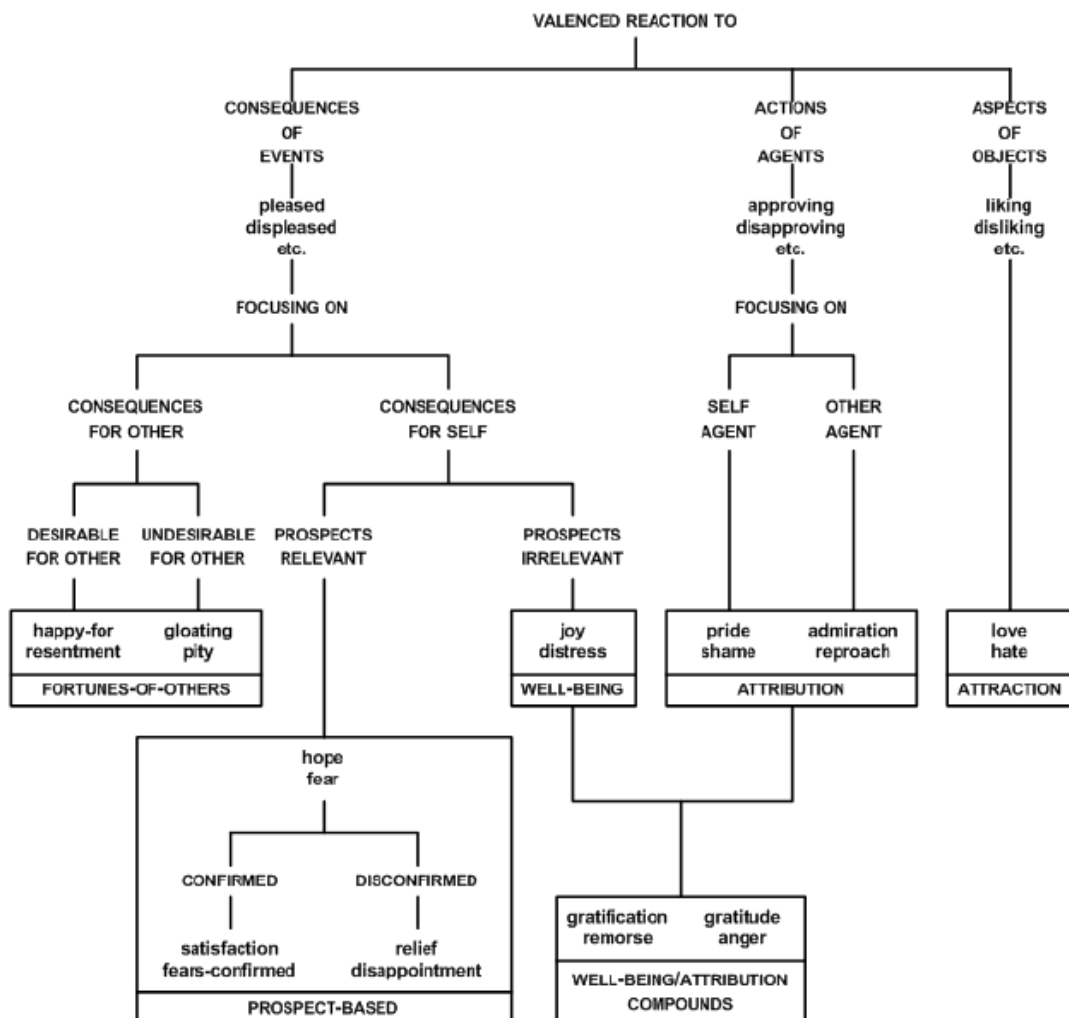 VALENCED REACTION TO
CONSEQUENCES
OF
EVENTS
ACTIONS
OF
AGENTS
ASPECTS
OF
OBJECTS
pleased
displeased
etc.
approving
disapproving
etc.
liking
disliking
etc.
FOCUSING ON
FOCUSING ON
CONSEQUENCES
FOR OTHER
CONSEQUENCES
FOR SELF
SELF
AGENT
OTHER
AGENT
DESIRABLE
FOR OTHER
UNDESIRABLE
FOR OTHER
PROSPECTS
RELEVANT
PROSPECTS
IRRELEVANT
happy-for
resentment
gloating
pity
FORTUNES-OF-OTHERS
joy
distress
WELL-BEING
pride
shame
admiration
reproach
ATTRIBUTION
love
hate
ATTRACTION
hope
fear
CONFIRMED
DISCONFIRMED
satisfaction
fears-confirmed
relief
disappointment
PROSPECT-BASED
gratification
remorse
gratitude
anger
WELL-BEING/ATTRIBUTION
COMPOUNDS